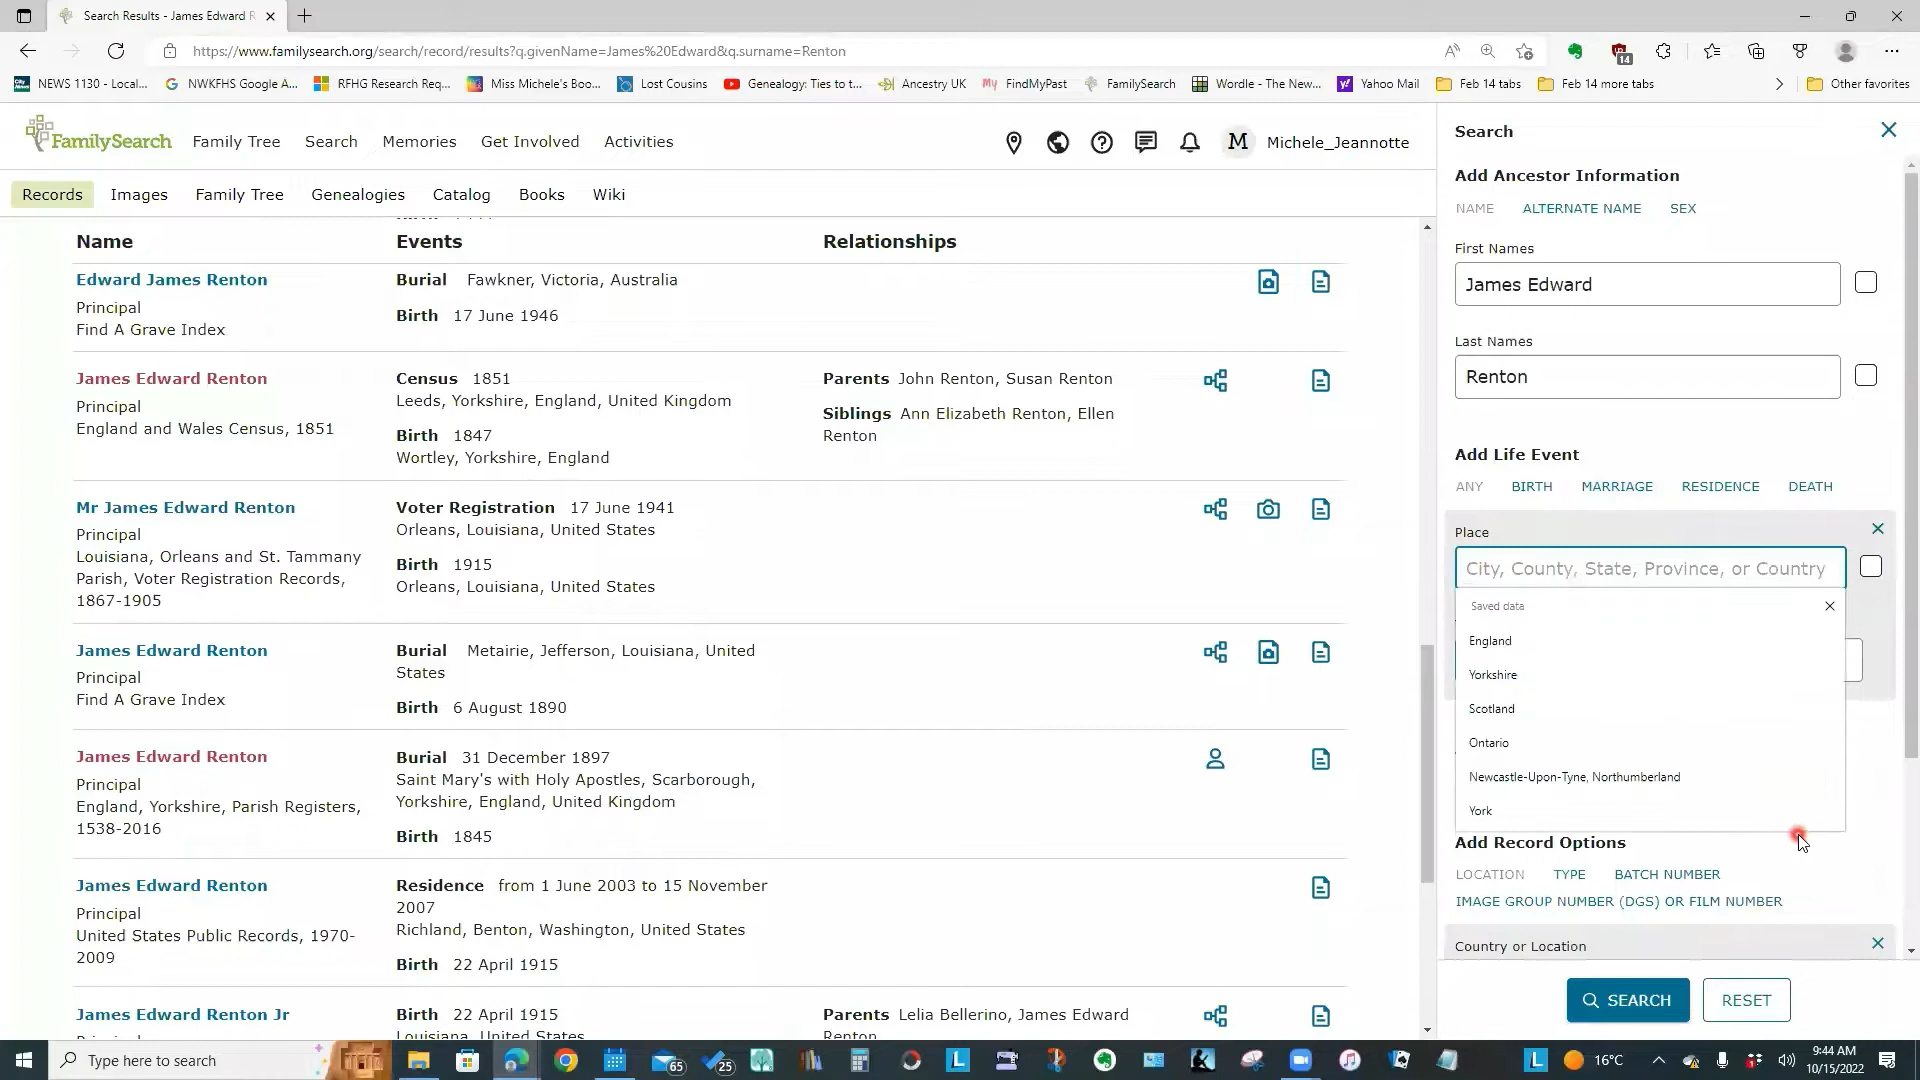 Search Results - James Edward R
https://www.familysearch.org/search/record/results?q.givenName=James%20Edward&q.surname=Renton
14
NEWS 1130 - Local...
NWKFHS Google A...
RFHG Research Req...
Miss Michele's Boo...
Lost Cousins
Genealogy: Ties to t...
Ancestry UK
FindMyPast
FamilySearch
Wordle - The New...
Yahoo Mail
Feb 14 tabs
Feb 14 more tabs
Other favorites
FamilySearch
Family Tree
Search
Memories
Get Involved
Activities
M
Michele_Jeannotte
Records
Images
Family Tree
Genealogies
Catalog
Books
Wiki
Name
Events
Relationships
Edward James Renton
Principal
Find A Grave Index
Burial Fawkner, Victoria, Australia
Birth 17 June 1946
James Edward Renton
Principal
England and Wales Census, 1851
Census 1851
Leeds, Yorkshire, England, United Kingdom
Birth 1847
Wortley, Yorkshire, England
Parents John Renton, Susan Renton
Siblings Ann Elizabeth Renton, Ellen
Renton
Mr James Edward Renton
Principal
Louisiana, Orleans and St. Tammany
Parish, Voter Registration Records,
1867-1905
Voter Registration 17 June 1941
Orleans, Louisiana, United States
Birth 1915
Orleans, Louisiana, United States
James Edward Renton
Principal
Find A Grave Index
Burial Metairie, Jefferson, Louisiana, United
States
Birth 6 August 1890
James Edward Renton
Principal
England, Yorkshire, Parish Registers,
1538-2016
Burial 31 December 1897
Saint Mary's with Holy Apostles, Scarborough,
Yorkshire, England, United Kingdom
Birth 1845
James Edward Renton
Principal
United States Public Records, 1970-
2009
Residence from 1 June 2003 to 15 November
2007
Richland, Benton, Washington, United States
Birth 22 April 1915
James Edward Renton Jr
Birth 22 April 1915
Louisiana, United States
Parents Lelia Bellerino, James Edward
Renton
Search
Add Ancestor Information
NAME
ALTERNATE NAME
SEX
First Names
James Edward
Last Names
Renton
Add Life Event
ANY
BIRTH
MARRIAGE
RESIDENCE
DEATH
Place
City, County, State, Province, or Country
Saved data
England
Yorkshire
Scotland
Ontario
Newcastle-Upon-Tyne, Northumberland
York
Add Record Options
LOCATION
TYPE
BATCH NUMBER
IMAGE GROUP NUMBER (DGS) OR FILM NUMBER
Country or Location
SEARCH
RESET
Type here to search
65
25
L
L
16°C
9:44 AM
10/15/2022